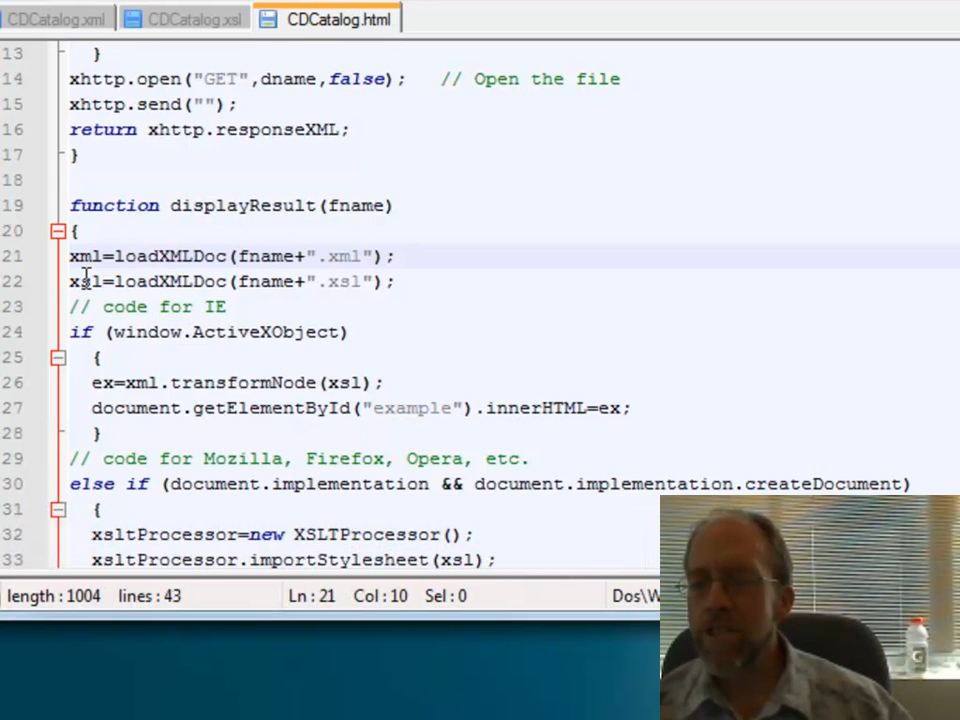 CDCatalog.xml CDCatalog.xsl CDCatalog.html
13 }
14 xhttp.open("GET",dname,false); // Open the file
15 xhttp.send("");
16 return xhttp.responseXML;
17 }
18
19 function displayResult(fname)
20 {
21 xml=loadXMLDoc(fname+".xml");
22 xsl=loadXMLDoc(fname+".xsl");
23 // code for IE
24 if (window.ActiveXObject)
25 {
26 ex=xml.transformNode(xsl);
27 document.getElementById("example").innerHTML=ex;
28 }
29 // code for Mozilla, Firefox, Opera, etc.
30 else if (document.implementation && document.implementation.createDocument)
31 {
32 xsltProcessor=new XSLTProcessor();
33 xsltProcessor.importStylesheet(xsl);
length:1004 lines:43 Ln:21 Col:10 Sel:0 Dos\W
G